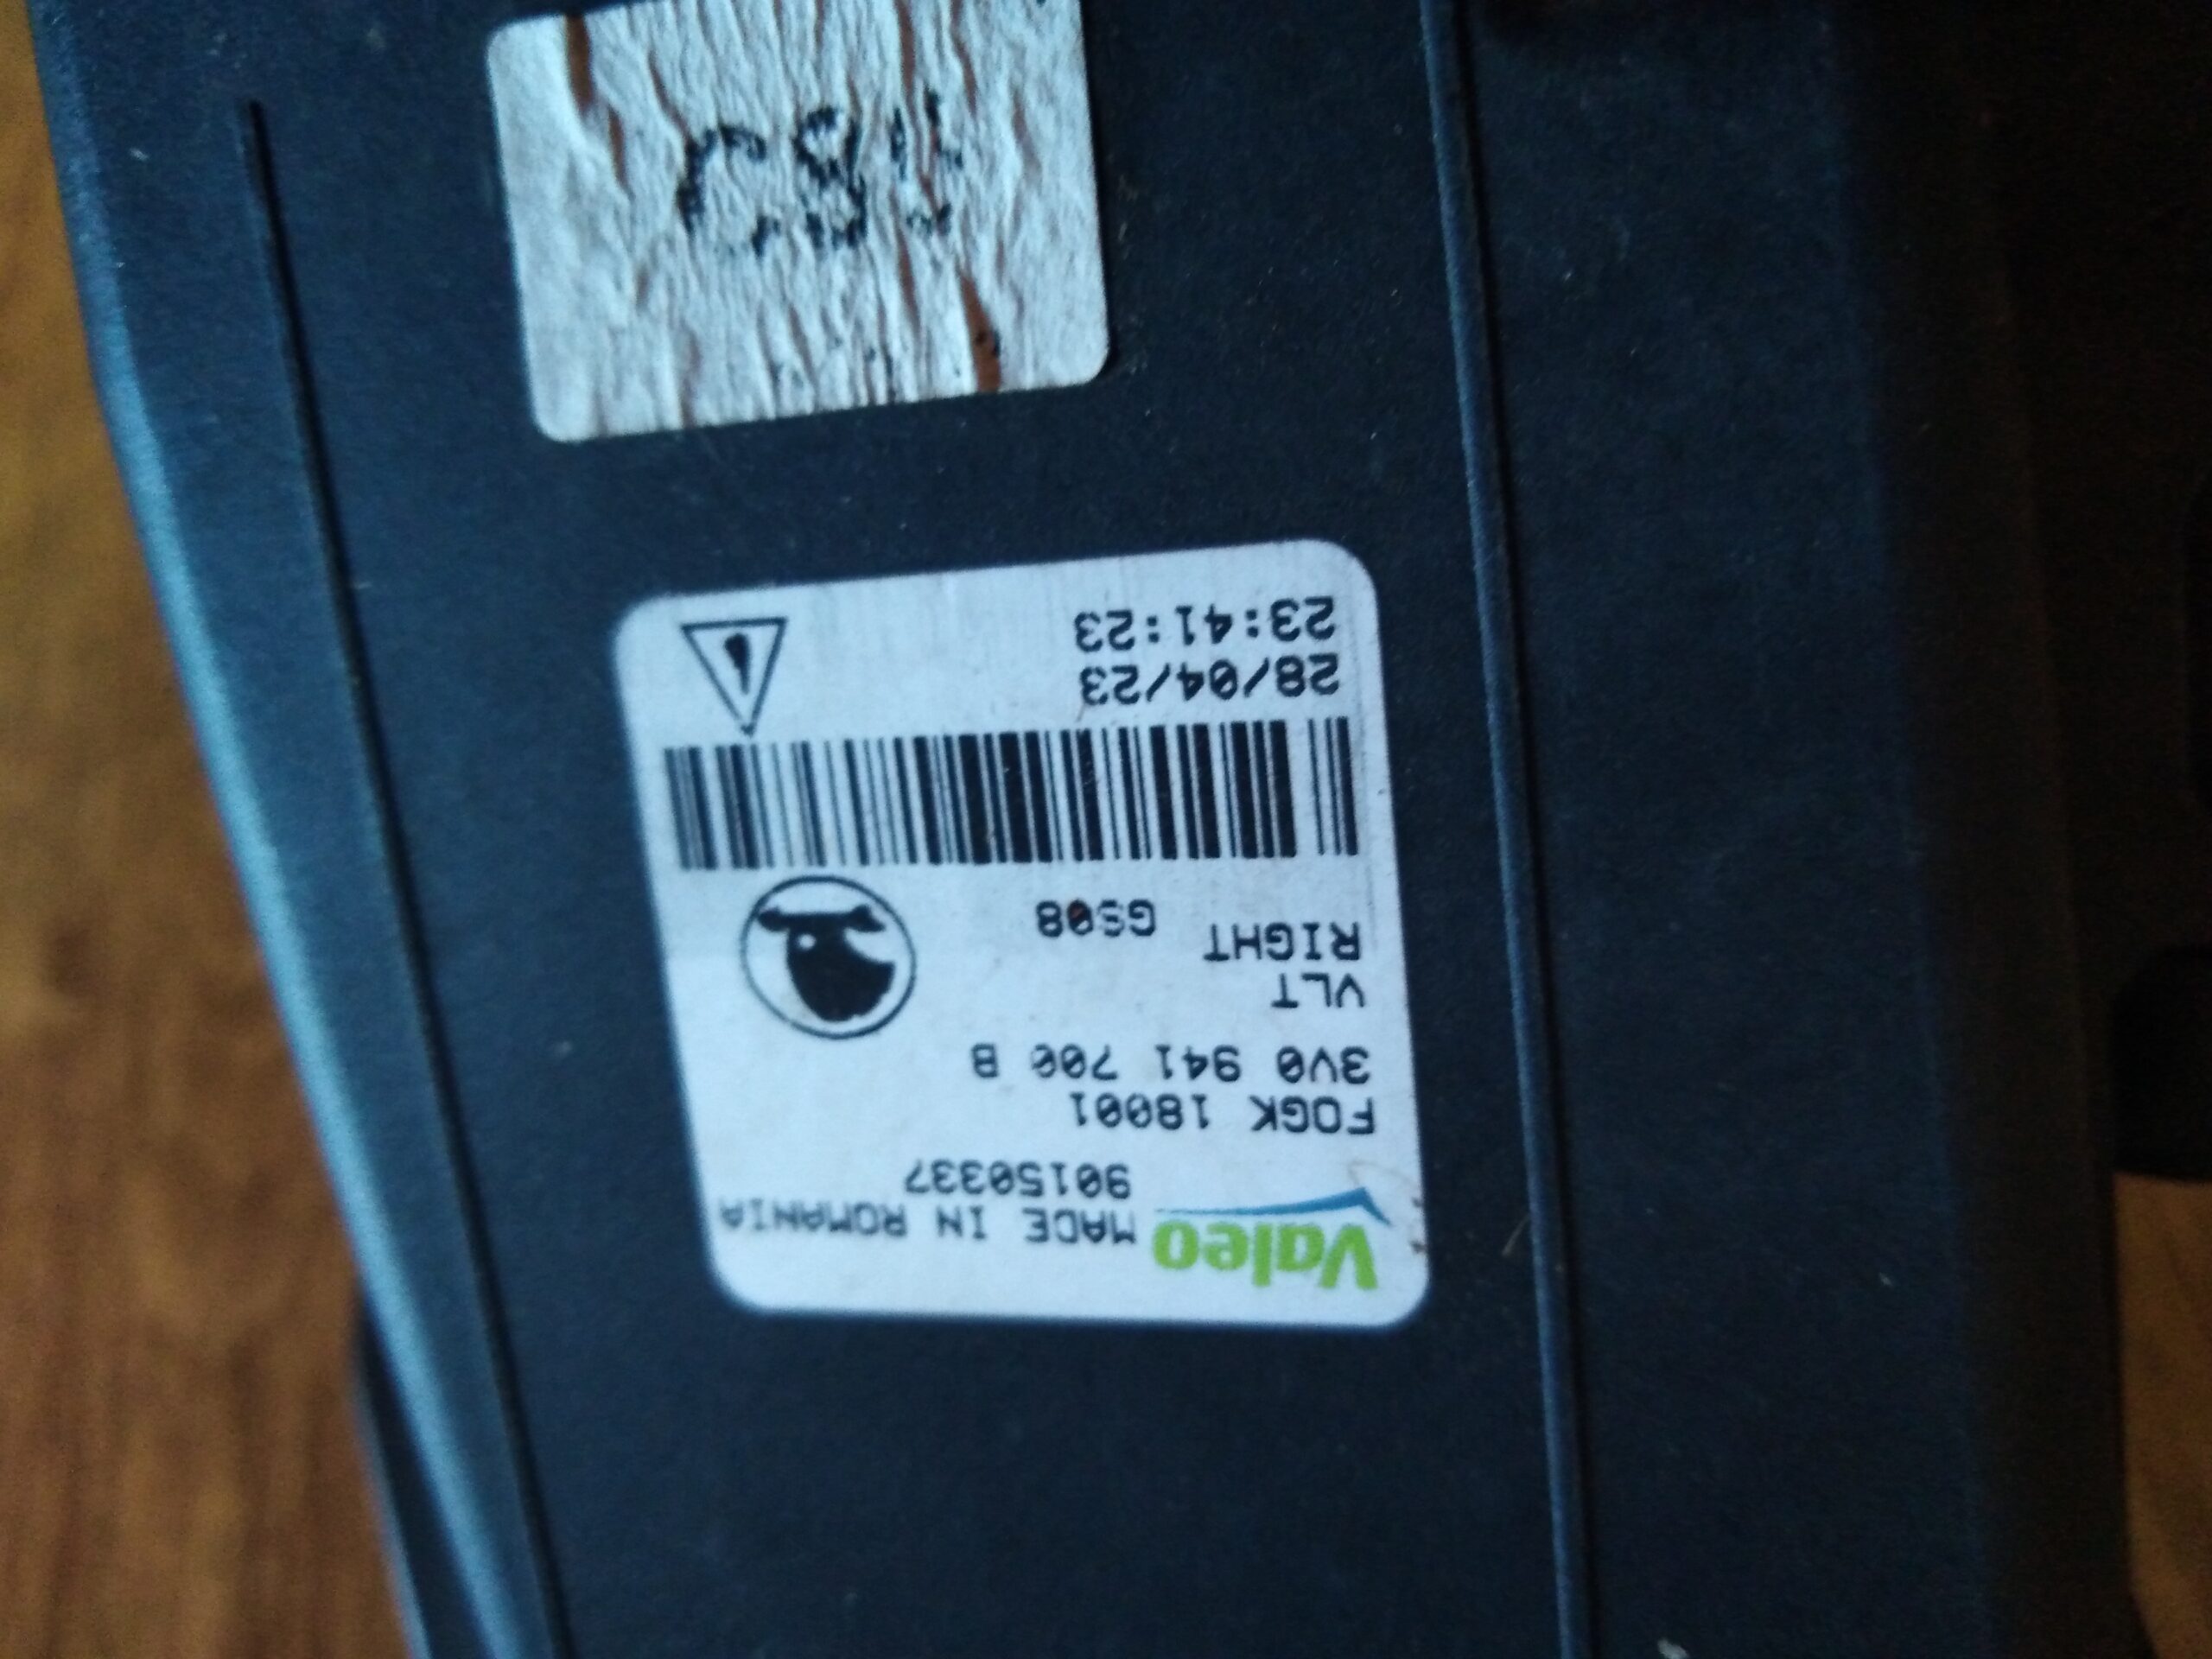 Valeo MADE IN ROMANIA
90150337
FOGK 18001
3V0 941 700 B
VLT
RIGHT GS08
28/04/23
23:41:23